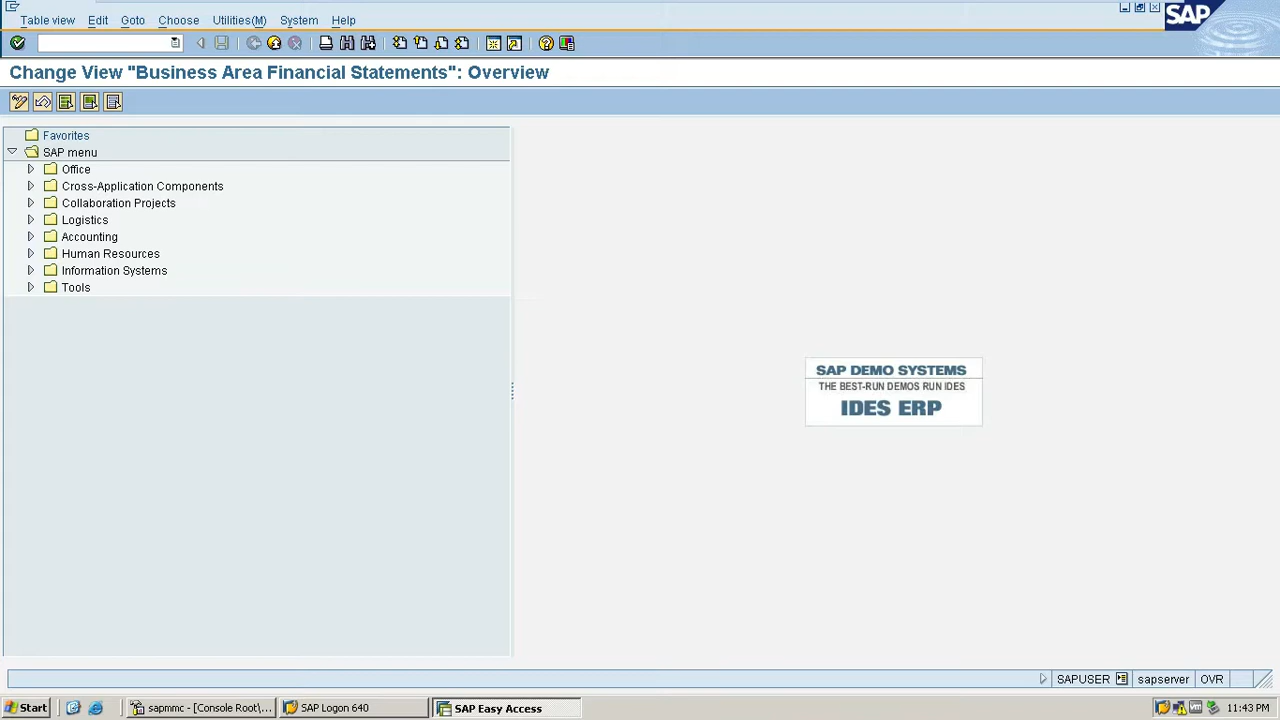 Table view Edit Goto Choose Utilities(M) System Help
SAP
Change View "Business Area Financial Statements": Overview
Favorites
SAP menu
Office
Cross-Application Components
Collaboration Projects
Logistics
Accounting
Human Resources
Information Systems
Tools
SAP DEMO SYSTEMS
THE BEST-RUN DEMOS RUN IDES
IDES ERP
SAPUSER sapserver OVR
Start sapmmc - [Console Root\... SAP Logon 640 SAP Easy Access 11:43 PM